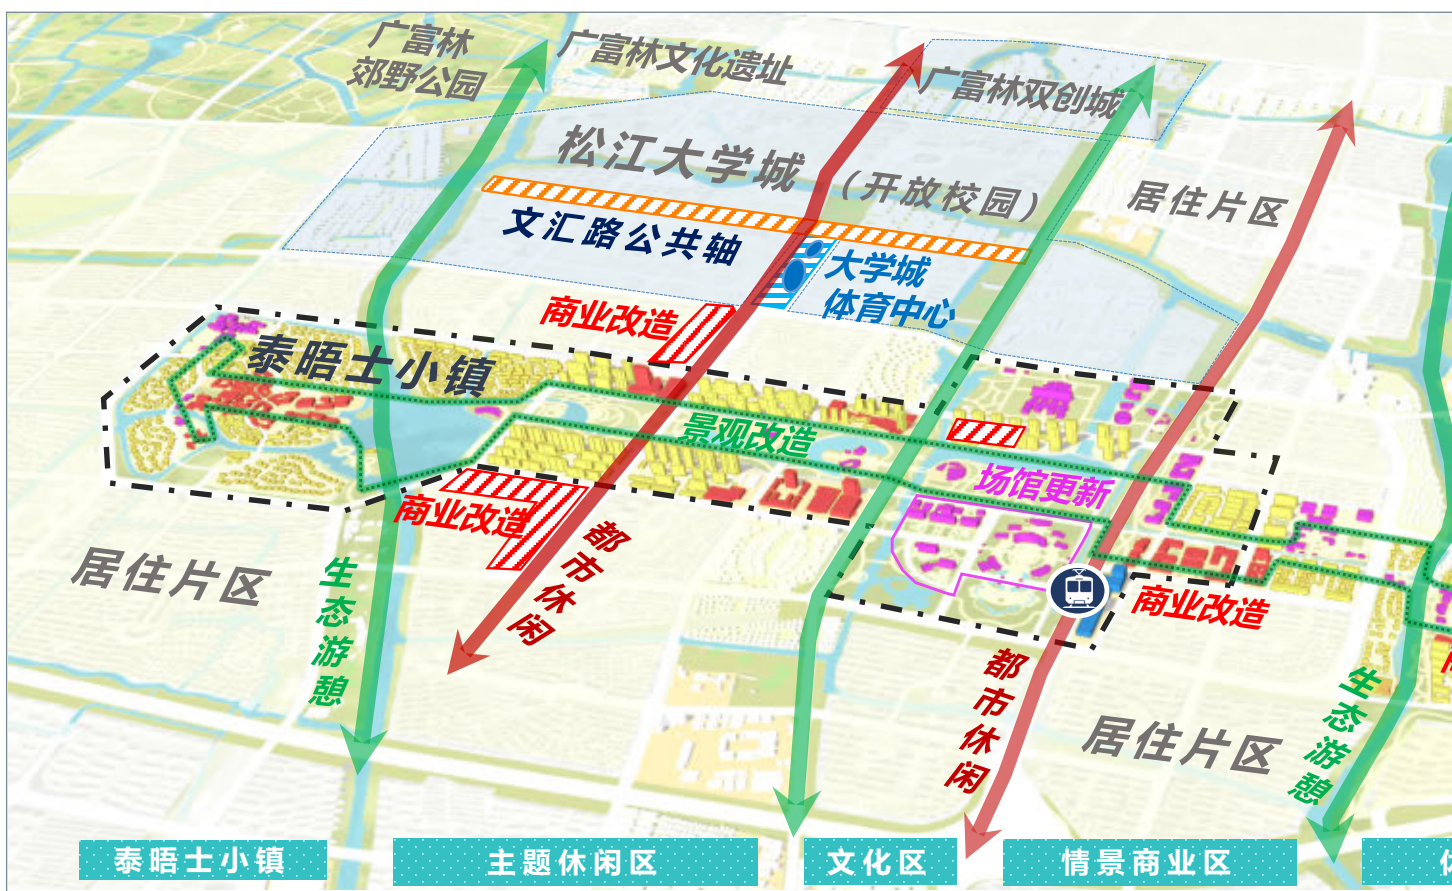 广富林
郊野公园
广富林文化遗址
广富林双创城
松江大学城
(开放校园)
居住片区
文汇路公共轴
大学城
体育中心
商业改造
泰晤士小镇
景观改造
场馆更新
商业改造
都市休闲
居住片区
生态游憩
商业改造
都市休闲
居住片区
生态游憩
泰晤士小镇
主题休闲区
文化区
情景商业区